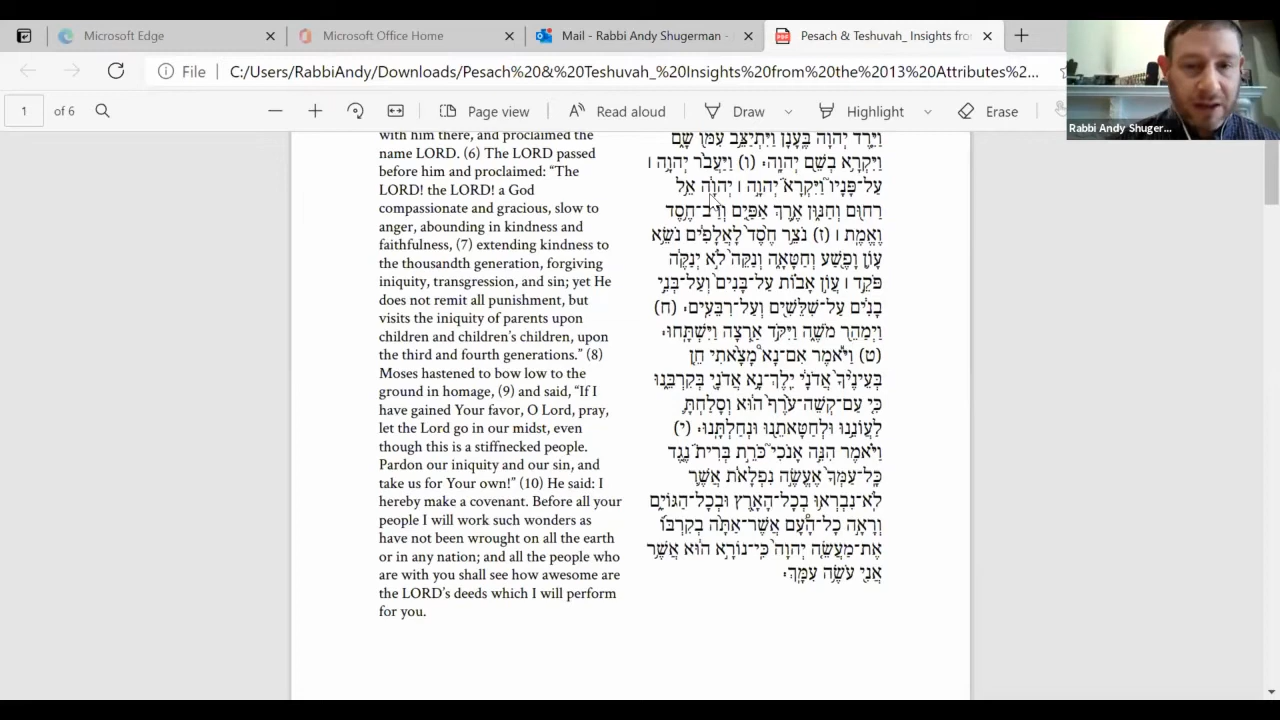 Microsoft Edge
Microsoft Office Home
Mail - Rabbi Andy Shugerman -
Pesach & Teshuvah_ Insights fro
File
C:/Users/RabbiAndy/Downloads/Pesach%20&%20Teshuvah_%20Insights%20from%20the%2013%20Attributes%2...
1 of 6
Page view
Read aloud
Draw
Highlight
Erase
Rabbi Andy Shuger...
with him there, and proclaimed the
name LORD. (6) The LORD passed
before him and proclaimed: “The
LORD! the LORD! a God
compassionate and gracious, slow to
anger, abounding in kindness and
faithfulness, (7) extending kindness to
the thousandth generation, forgiving
iniquity, transgression, and sin; yet He
does not remit all punishment, but
visits the iniquity of parents upon
children and children’s children, upon
the third and fourth generations.” (8)
Moses hastened to bow low to the
ground in homage, (9) and said, “If I
have gained Your favor, O Lord, pray,
let the Lord go in our midst, even
though this is a stiffnecked people.
Pardon our iniquity and our sin, and
take us for Your own!” (10) He said: I
hereby make a covenant. Before all your
people I will work such wonders as
have not been wrought on all the earth
or in any nation; and all the people who
are with you shall see how awesome are
the LORD’s deeds which I will perform
for you.
וַיֵּ֤רֶד יְהוָה֙ בֶּֽעָנָ֔ן וַיִּתְיַצֵּ֥ב עִמּ֖וֹ שָׁ֑ם
וַיִּקְרָ֥א בְשֵׁ֖ם יְהוָֽה׃ (ו) וַיַּעֲבֹ֨ר יְהוָ֥ה ׀
עַל־פָּנָיו֮ וַיִּקְרָא֒ יְהוָ֣ה ׀ יְהוָ֔ה אֵ֥ל
רַח֖וּם וְחַנּ֑וּן אֶ֥רֶךְ אַפַּ֖יִם וְרַב־חֶ֥סֶד
וֶאֱמֶֽת ׀ (ז) נֹצֵ֥ר חֶ֙סֶד֙ לָאֲלָפִ֔ים נֹשֵׂ֥א
עָוֺ֛ן וָפֶ֖שַׁע וְחַטָּאָ֑ה וְנַקֵּה֙ לֹ֣א יְנַקֶּ֔ה
פֹּקֵ֣ד ׀ עֲוֺ֣ן אָב֗וֹת עַל־בָּנִים֙ וְעַל־בְּנֵ֣י
בָנִ֔ים עַל־שִׁלֵּשִׁ֖ים וְעַל־רִבֵּעִֽים׃ (ח)
וַיְמַהֵ֖ר מֹשֶׁ֑ה וַיִּקֹּ֥ד אַ֖רְצָה וַיִּשְׁתָּֽחוּ׃
(ט) וַיֹּ֡אמֶר אִם־נָא֩ מָצָ֨אתִי חֵ֤ן
בְּעֵינֶ֙יךָ֙ אֲדֹנָ֔י יֵֽלֶךְ־נָ֥א אֲדֹנָ֖י בְּקִרְבֵּ֑נוּ
כִּ֤י עַם־קְשֵׁה־עֹ֙רֶף֙ ה֔וּא וְסָלַחְתָּ֛
לַעֲוֺנֵ֥נוּ וּלְחַטָּאתֵ֖נוּ וּנְחַלְתָּֽנוּ׃ (י)
וַיֹּ֗אמֶר הִנֵּ֣ה אָנֹכִי֮ כֹּרֵ֣ת בְּרִית֒ נֶ֤גֶד
כָּֽל־עַמְּךָ֙ אֶעֱשֶׂ֣ה נִפְלָאֹ֔ת אֲשֶׁ֛ר
לֹֽא־נִבְרְא֥וּ בְכָל־הָאָ֖רֶץ וּבְכָל־הַגּוֹיִ֑ם
וְרָאָ֣ה כָל־הָ֠עָם אֲשֶׁר־אַתָּ֨ה בְקִרְבּ֜וֹ
אֶת־מַעֲשֵׂ֤ה יְהוָה֙ כִּֽי־נוֹרָ֣א ה֔וּא אֲשֶׁ֥ר
אֲנִ֖י עֹשֶׂ֥ה עִמָּֽךְ׃